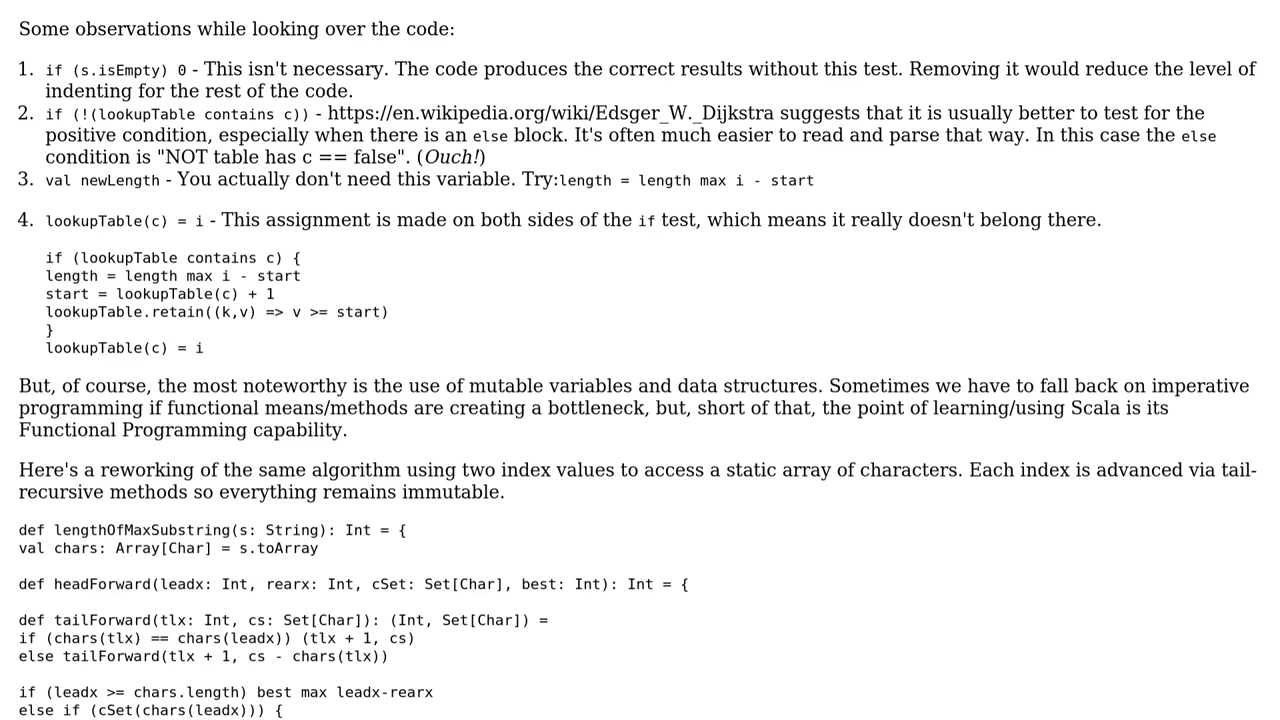 Some observations while looking over the code:
1. if (s.isEmpty) 0 - This isn't necessary. The code produces the correct results without this test. Removing it would reduce the level of
indenting for the rest of the code.
2. if (!(lookupTable contains c)) - https://en.wikipedia.org/wiki/Edsger_W._Dijkstra suggests that it is usually better to test for the
positive condition, especially when there is an else block. It's often much easier to read and parse that way. In this case the else
condition is "NOT table has c == false". (Ouch!)
3. val newLength - You actually don't need this variable. Try:length = length max i - start
4. lookupTable(c) = i - This assignment is made on both sides of the if test, which means it really doesn't belong there.
if (lookupTable contains c) {
length = length max i - start
start = lookupTable(c) + 1
lookupTable.retain((k,v) => v >= start)
}
lookupTable(c) = i
But, of course, the most noteworthy is the use of mutable variables and data structures. Sometimes we have to fall back on imperative
programming if functional means/methods are creating a bottleneck, but, short of that, the point of learning/using Scala is its
Functional Programming capability.
Here's a reworking of the same algorithm using two index values to access a static array of characters. Each index is advanced via tail-
recursive methods so everything remains immutable.
def lengthOfMaxSubstring(s: String): Int = {
val chars: Array[Char] = s.toArray
def headForward(leadx: Int, rearx: Int, cSet: Set[Char], best: Int): Int = {
def tailForward(tlx: Int, cs: Set[Char]): (Int, Set[Char]) =
if (chars(tlx) == chars(leadx)) (tlx + 1, cs)
else tailForward(tlx + 1, cs - chars(tlx))
if (leadx >= chars.length) best max leadx-rearx
else if (cSet(chars(leadx))) {